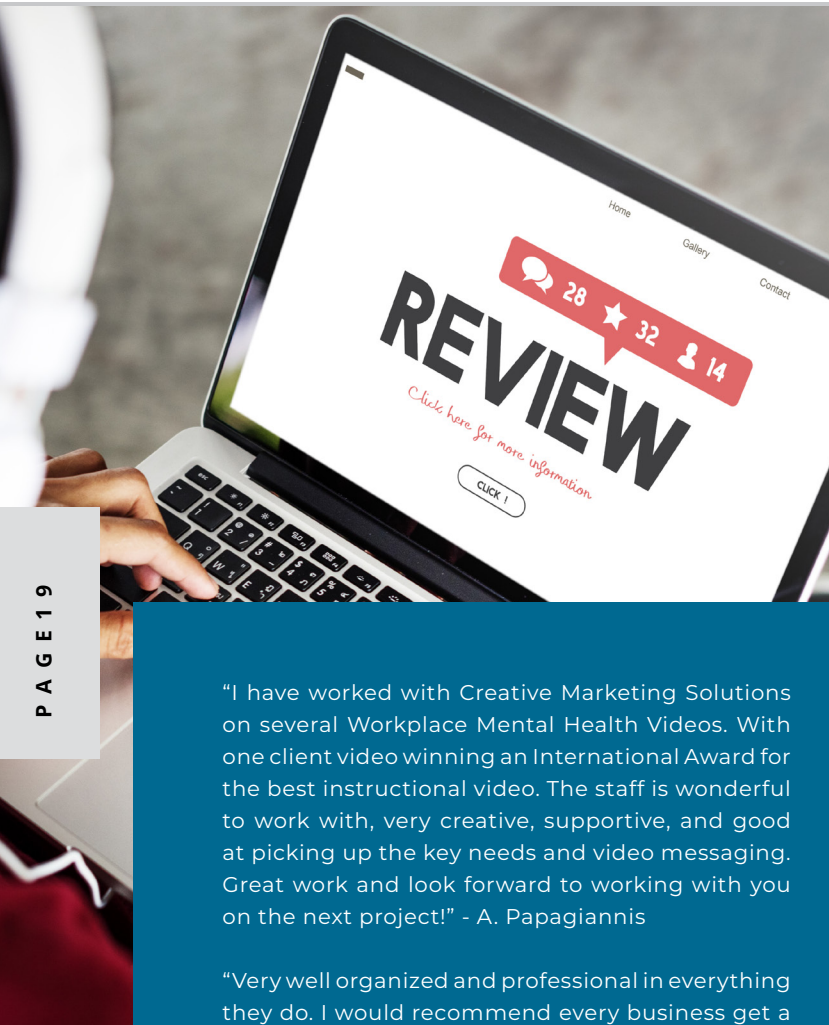 Home
Gallery
Contact
28 32 14
REVIEW
Click here for more information
CLICK !
esc
Q
W
E
PAGE19
“I have worked with Creative Marketing Solutions
on several Workplace Mental Health Videos. With
one client video winning an International Award for
the best instructional video. The staff is wonderful
to work with, very creative, supportive, and good
at picking up the key needs and video messaging.
Great work and look forward to working with you
on the next project!” - A. Papagiannis
“Very well organized and professional in everything
they do. I would recommend every business get a